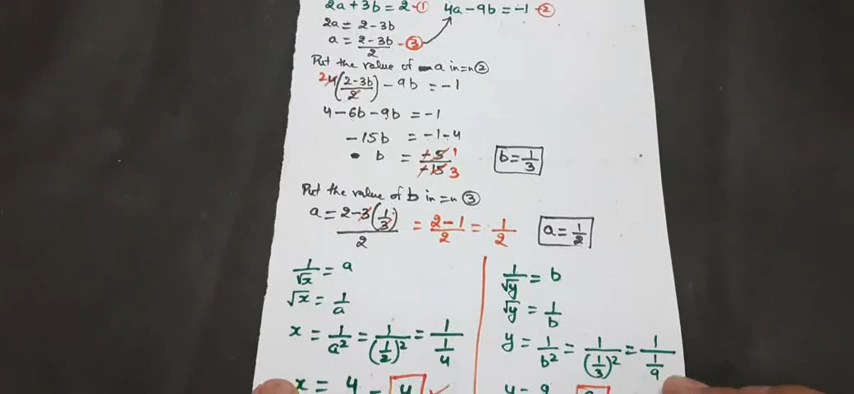 2a + 3b = 2 - ① 4a - 9b = -1 - ②
2a = 2 - 3b
a = (2 - 3b)/2 - ③
Put the value of a in =n ②
2 4((2 - 3b)/2) - 9b = -1
4 - 6b - 9b = -1
-15b = -1 - 4
b = -5/-15 1 3 b = 1/3
Put the value of b in =n ③
a = (2 - 3(1/3))/2 = (2 - 1)/2 = 1/2 a = 1/2
1/√x = a 1/√y = b
√x = 1/a √y = 1/b
x = 1/a² = 1/(1/2)² = 1/(1/4) y = 1/b² = 1/(1/3)² = 1/(1/9)
x = 4 4 y = 9